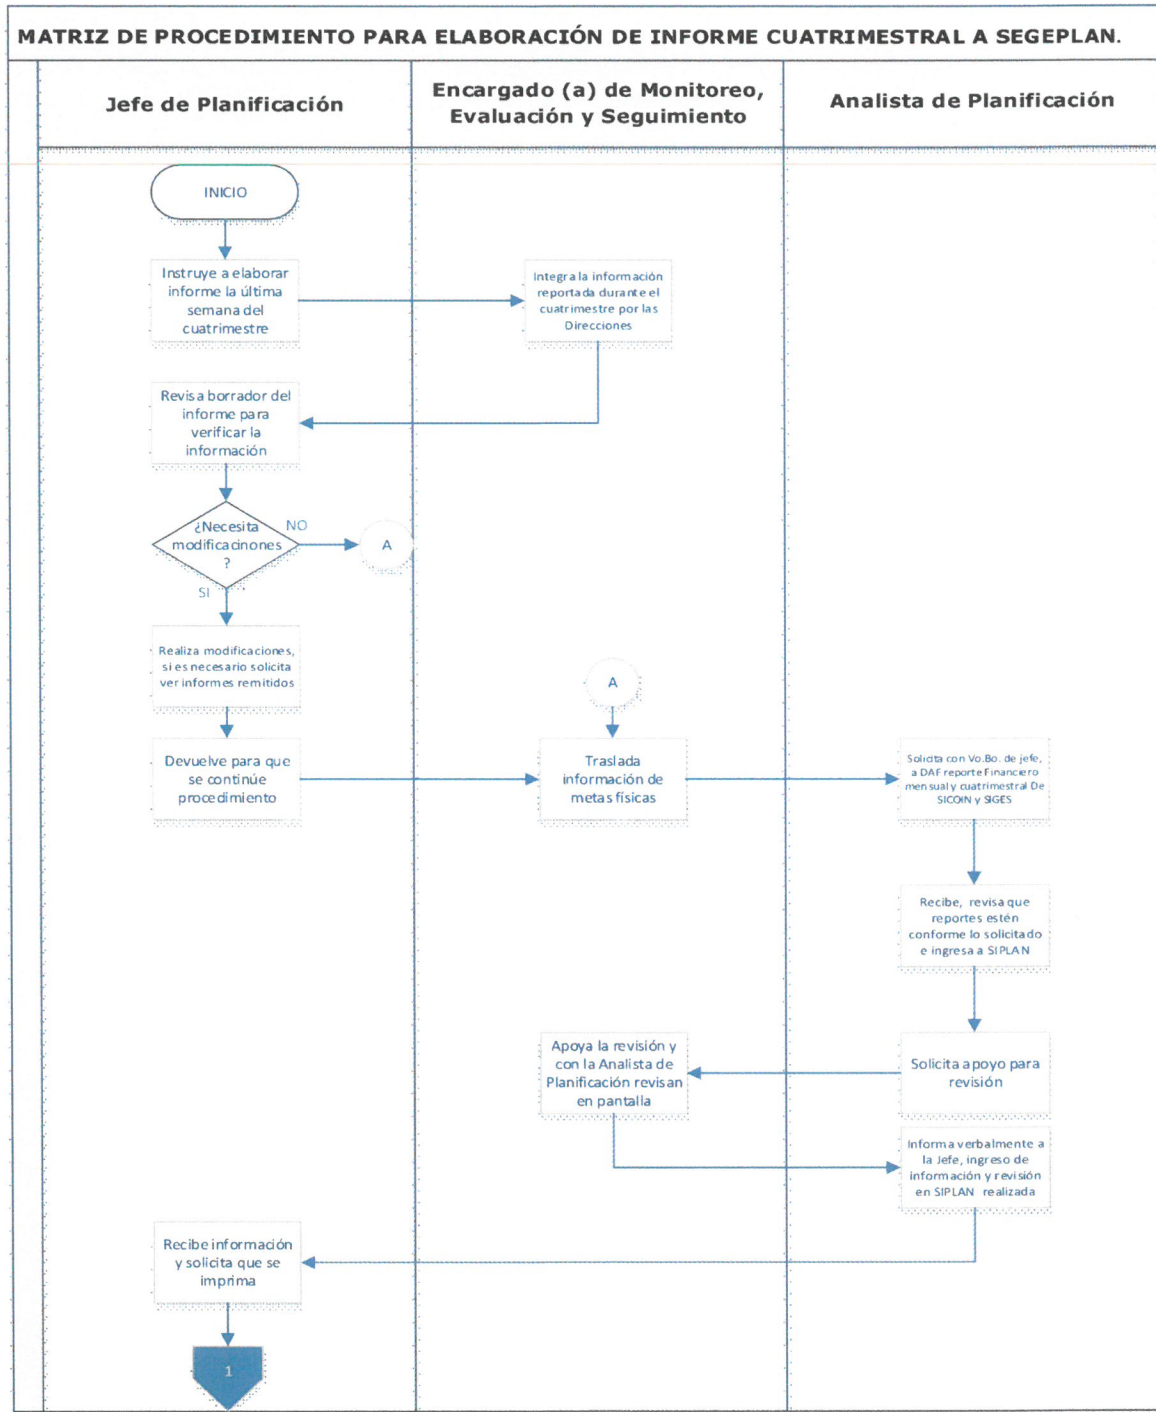 MATRIZ DE PROCEDIMIENTO PARA ELABORACIÓN DE INFORME CUATRIMESTRAL A SEGEPLAN.
Jefe de Planificación
Encargado (a) de Monitoreo,
Evaluación y Seguimiento
Analista de Planificación
INICIO
Instruye a elaborar
informe la última
semana del
cuatrimestre
Integra la información
reportada durante el
cuatrimestre por las
Direcciones
Revisa borrador del
informe para
verificar la
información
¿Necesita
modificacinones
?
NO
A
SI
Realiza modificaciones,
si es necesario solicita
ver informes remitidos
A
Devuelve para que
se continúe
procedimiento
Traslada
información de
metas físicas
Solicita con Vo.Bo. de jefe,
a DAF reporte Financiero
mensual y cuatrimestral De
SICOIN y SIGES
Recibe, revisa que
reportes estén
conforme lo solicitado
e ingresa a SIPLAN
Apoya la revisión y
con la Analista de
Planificación revisan
en pantalla
Solicita apoyo para
revisión
Informa verbalmente a
la Jefe, ingreso de
información y revisión
en SIPLAN realizada
Recibe información
y solicita que se
imprima
1